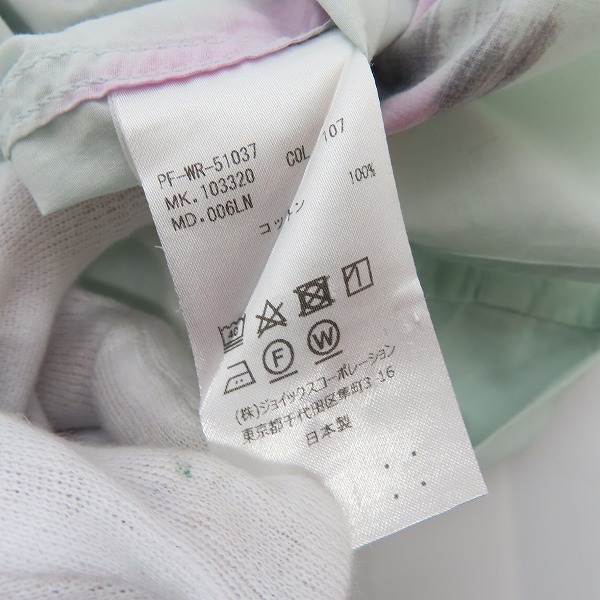 PF-WR-51037 COL 107
MK.103320
MD.006LN
コットン 100%
40
F W
(株)ジョイックスコーポレーション
東京都千代田区隼町3-16
日本製